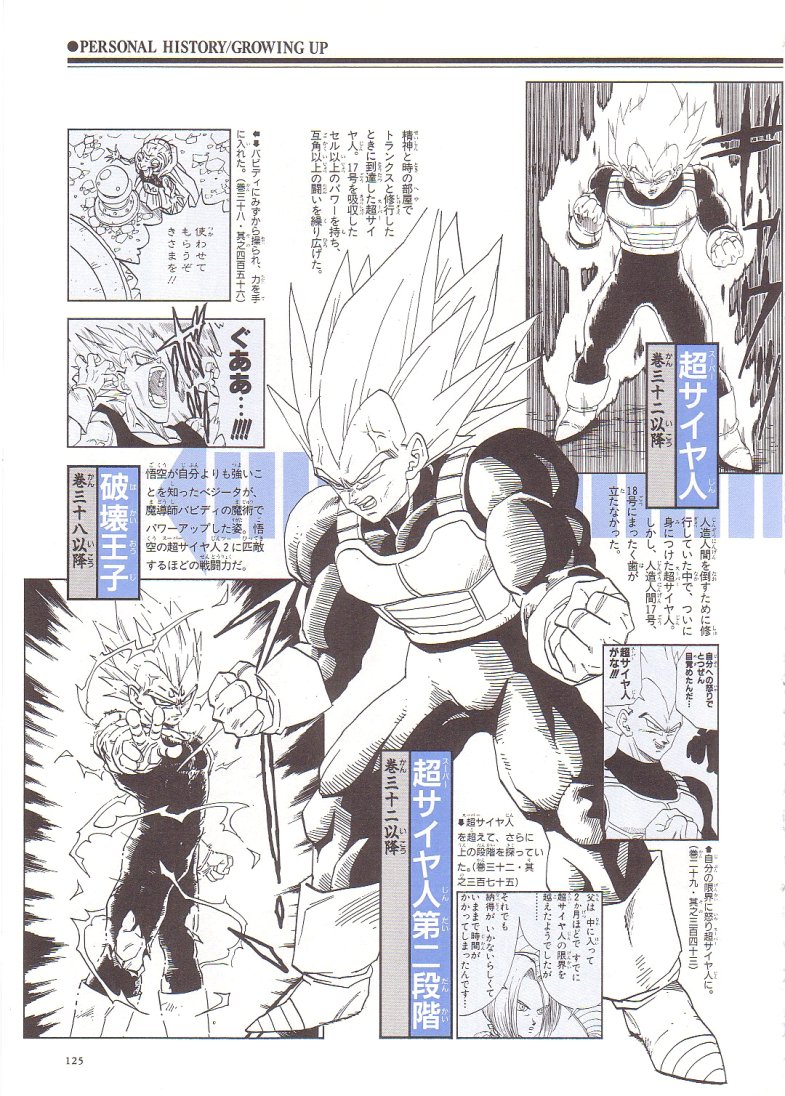 ●PERSONAL HISTORY/GROWING UP
超サイヤ人
巻三十二以降
人造人間を倒すために修
行していた中で、ついに
身につけた超サイヤ人。
しかし、人造人間17号、
18号にまったく歯が
立たなかった。
自分への怒りで
とつぜん
目覚めたんだ…
超サイヤ人
がな!!!
⬆自分の限界に怒り超サイヤ人に。
(巻二十九・其之三百四十三)
精神と時の部屋で
トランクスと修行した
ときに到達した超サイ
ヤ人。17号を吸収した
セル以上のパワーを持ち、
互角以上の闘いを繰り広げた。
超サイヤ人第二段階
巻三十二以降
⬇超サイヤ人
を超えて、さらに
上の段階を探ってい
た。(巻三十二・其
之三百七十五)
父は 中に入って
2か月ほどで すでに
超サイヤ人の限界を
越えたようでしたが
…………
それでも
納得が いかないらしくて
いままで時間が
かかってしまったんです…
⬅⬇バビディにみずから操られ、力を手
に入れた。(巻三十八・其之四百五十六)
使わせて
もらうぞ
きさまを!!
ぐああ…!!!!
破壊王子
巻三十八以降
悟空が自分よりも強いこ
とを知ったベジータが、
魔導師バビディの魔術で
パワーアップした姿。悟
空の超サイヤ人2に匹敵
するほどの戦闘力だ。
125